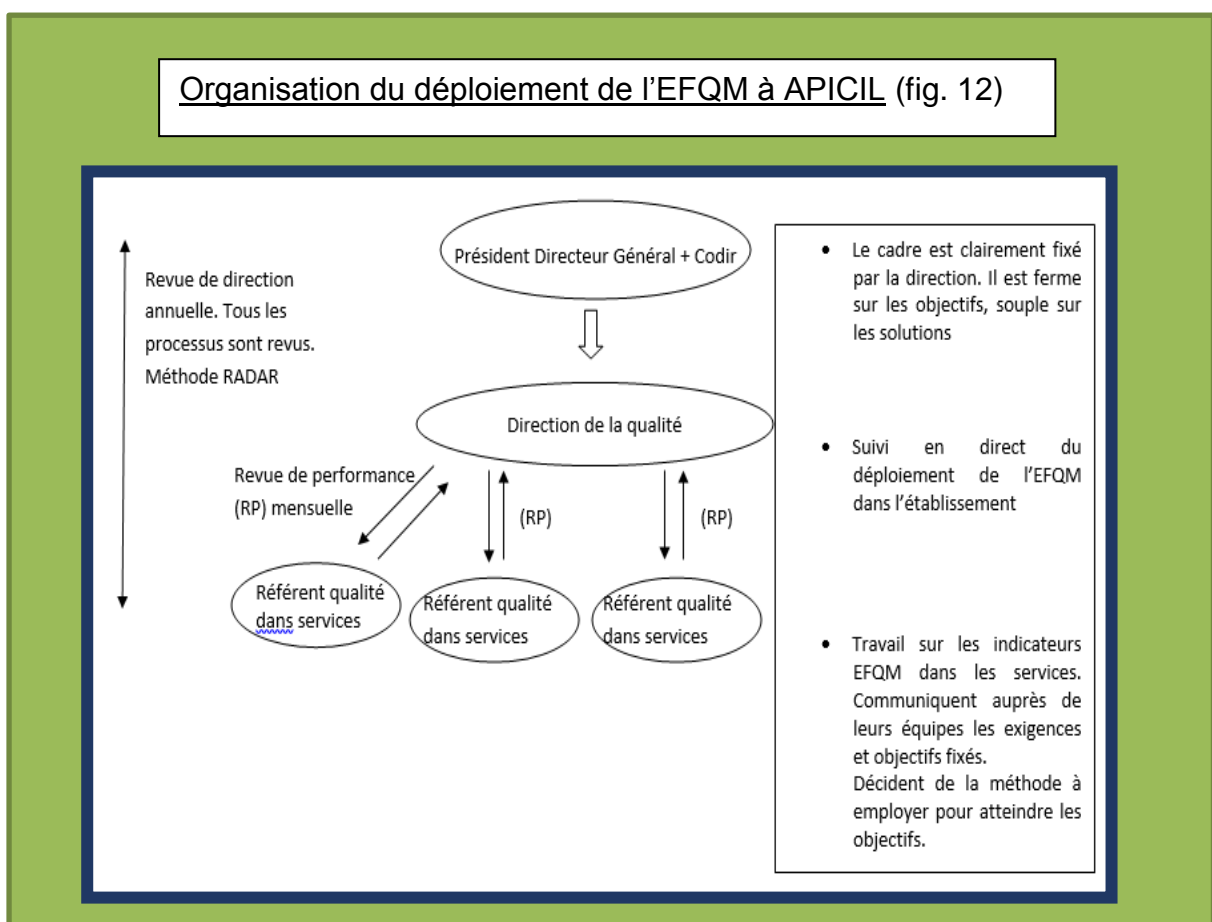 Organisation du déploiement de l'EFQM à APICIL (fig. 12)
Président Directeur Général + Codir
Revue de direction
annuelle. Tous les
processus sont revus.
Méthode RADAR
Direction de la qualité
Revue de performance
(RP) mensuelle
(RP)
(RP)
Référent qualité
dans services
Référent qualité
dans services
Référent qualité
dans services
• Le cadre est clairement fixé
par la direction. Il est ferme
sur les objectifs, souple sur
les solutions
• Suivi en direct du
déploiement de l'EFQM
dans l'établissement
• Travail sur les indicateurs
EFQM dans les services.
Communiquent auprès de
leurs équipes les exigences
et objectifs fixés.
Décident de la méthode à
employer pour atteindre les
objectifs.